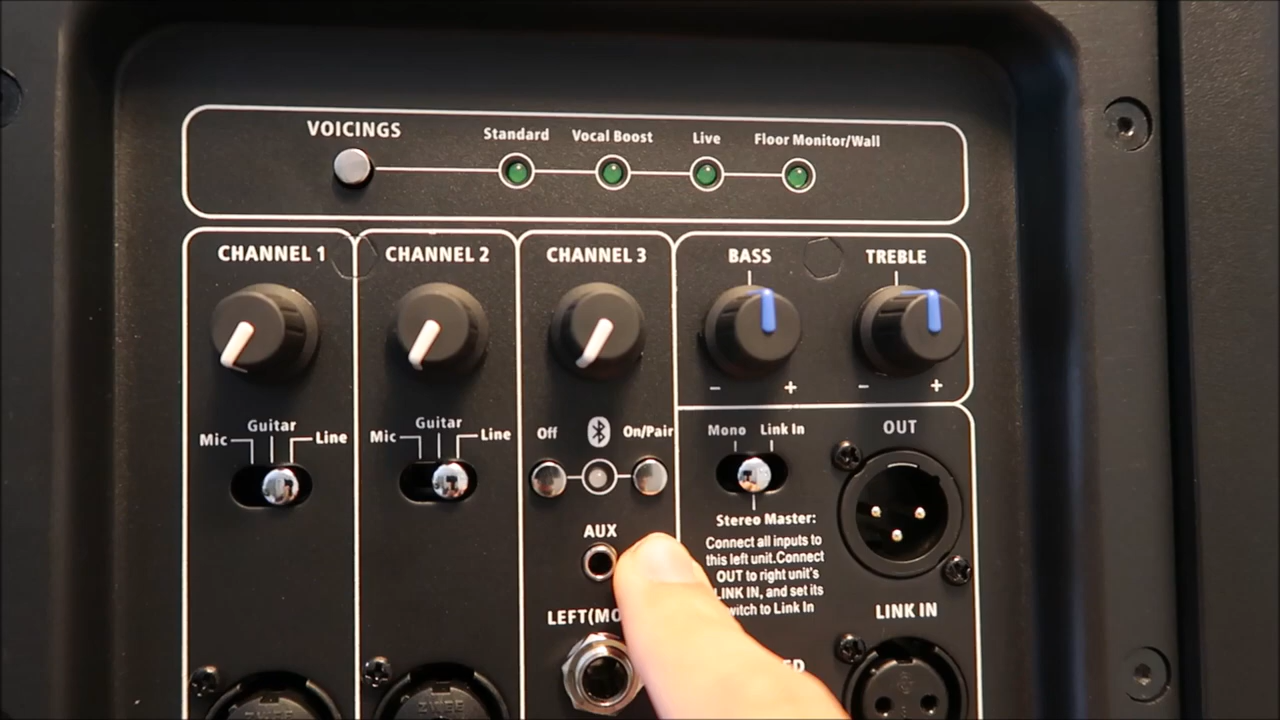 VOICINGS
Standard
Vocal Boost
Live
Floor Monitor/Wall
CHANNEL 1
CHANNEL 2
CHANNEL 3
BASS
TREBLE
- +
- +
Mic
Guitar
Line
Mic
Guitar
Line
Off
On/Pair
Mono
Link In
OUT
Stereo Master:
Connect all inputs to
this left unit.Connect
OUT to right unit's
LINK IN, and set its
to Link In
AUX
LEFT
LINK IN